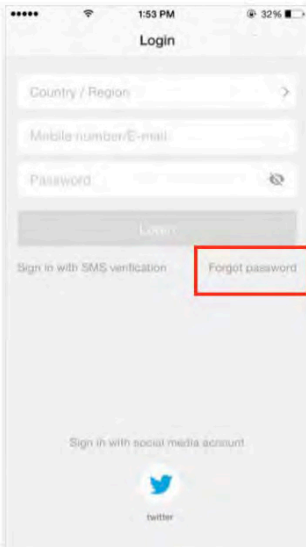 1:53 PM
32%
Login
Country / Region
Mobile number/E-mail
Password
Login
Sign in with SMS verification
Forgot password
Sign in with social media account
twitter